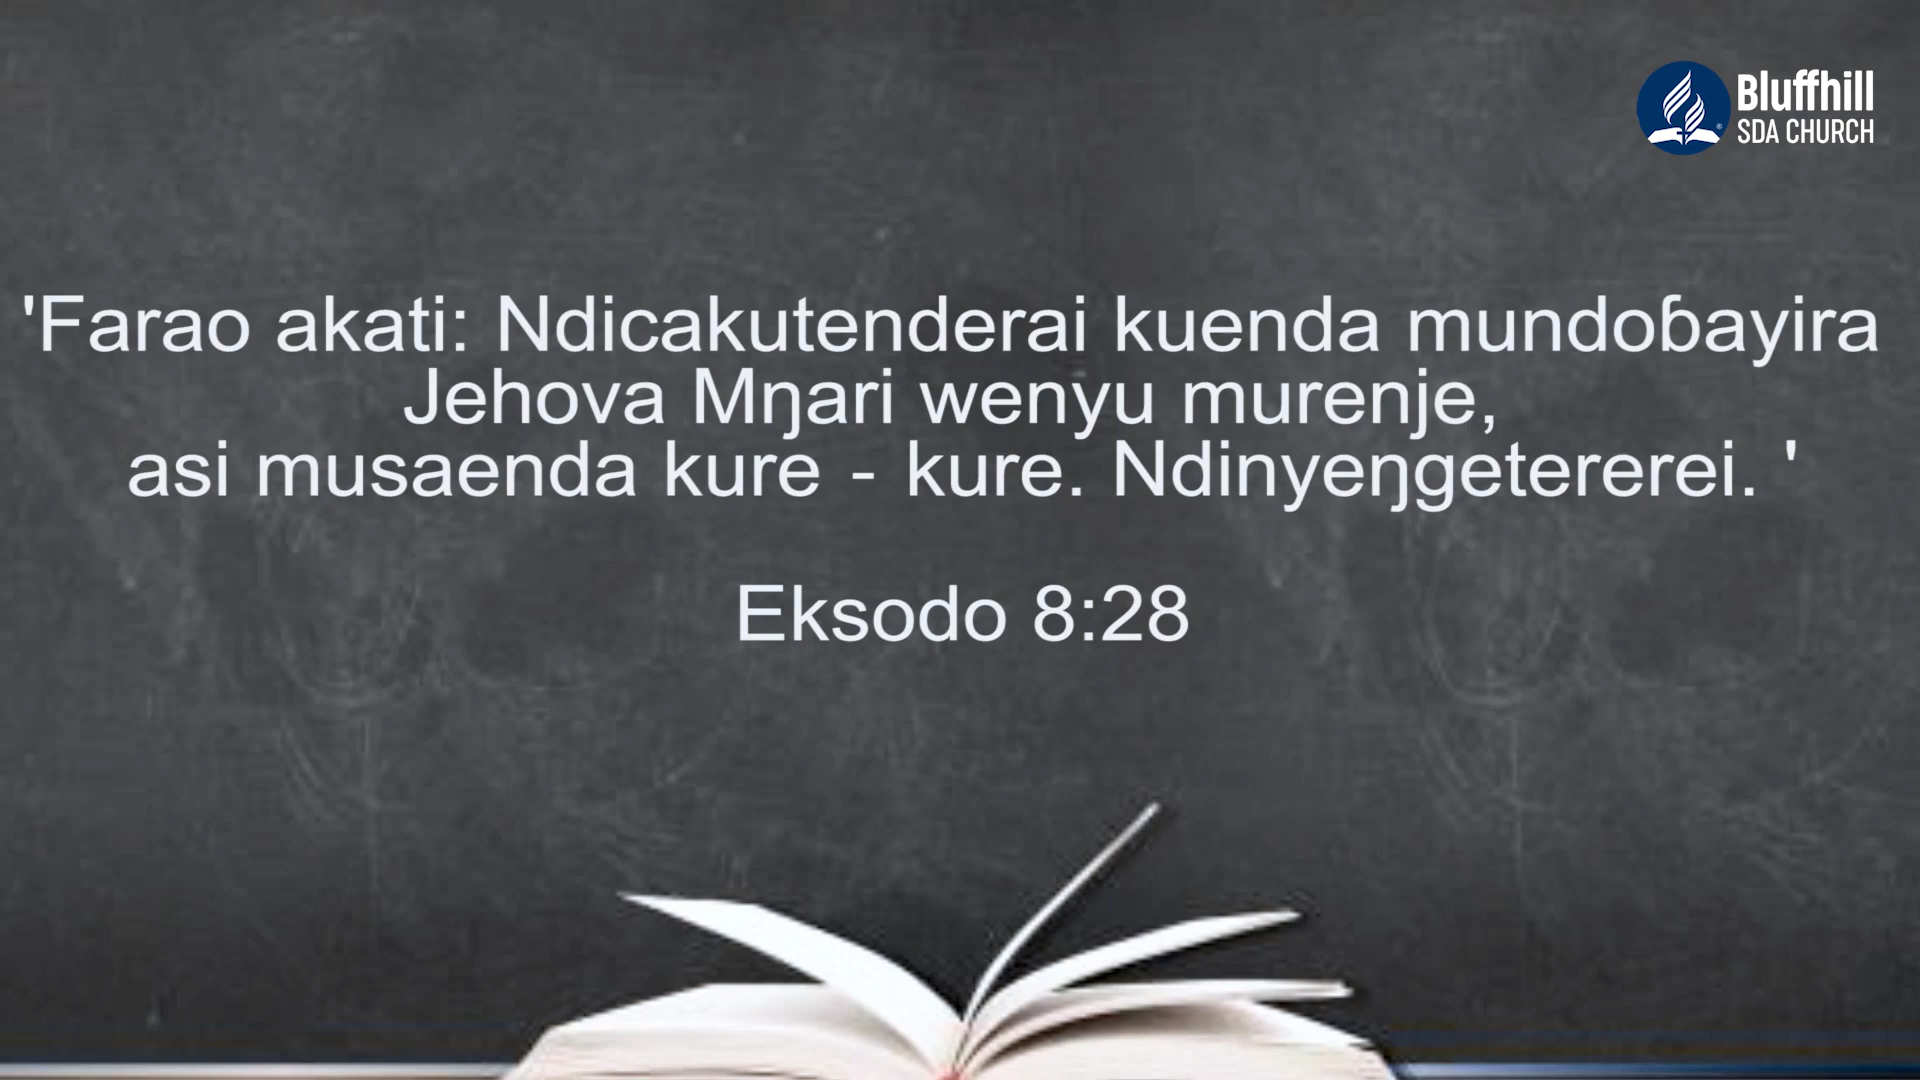 Bluffhill
SDA CHURCH
'Farao akati: Ndicakutenderai kuenda mundoɓayira
Jehova Mŋari wenyu murenje,
asi musaenda kure - kure. Ndinyeŋgetererei. '
Eksodo 8:28